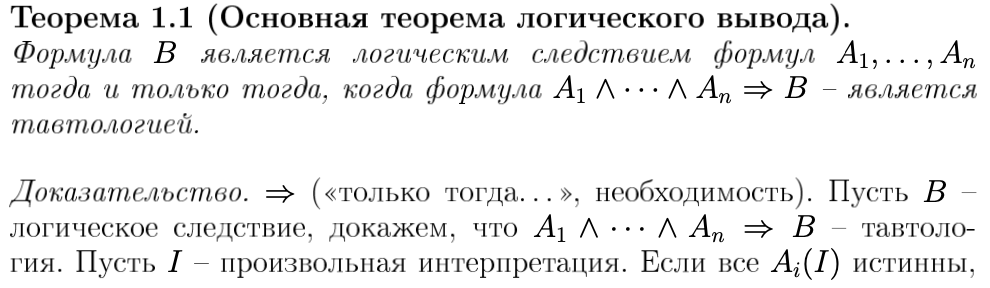 Теорема 1.1 (Основная теорема логического вывода).
Формула B является логическим следствием формул A₁, . . . , Aₙ
тогда и только тогда, когда формула A₁ ∧ ··· ∧ Aₙ ⇒ B – является
тавтологией.
Доказательство. ⇒ («только тогда. . . », необходимость). Пусть B –
логическое следствие, докажем, что A₁ ∧ ··· ∧ Aₙ ⇒ B – тавтоло-
гия. Пусть I – произвольная интерпретация. Если все Aᵢ(I) истинны,